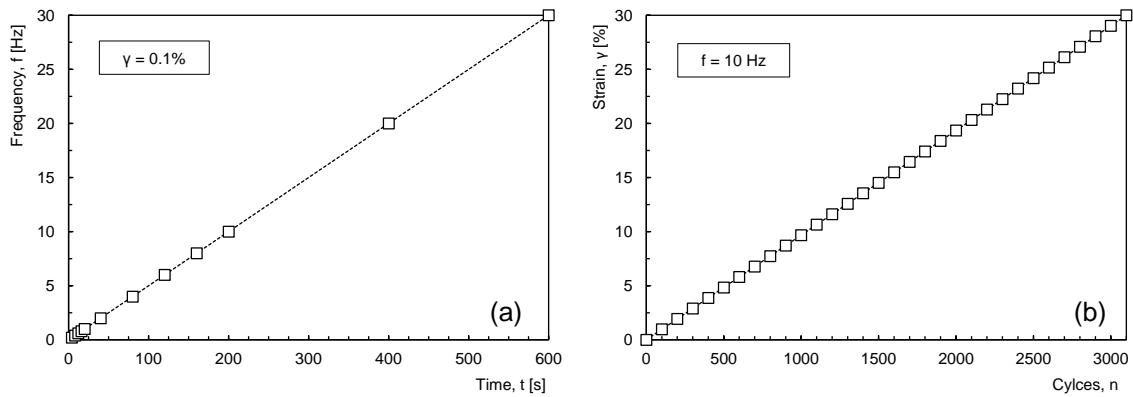 Frequency, f [Hz]
30
25
20
15
10
5
0
γ = 0.1%
(a)
0 100 200 300 400 500 600
Time, t [s]
Strain, γ [%]
30
25
20
15
10
5
0
f = 10 Hz
(b)
0 500 1000 1500 2000 2500 3000
Cylces, n